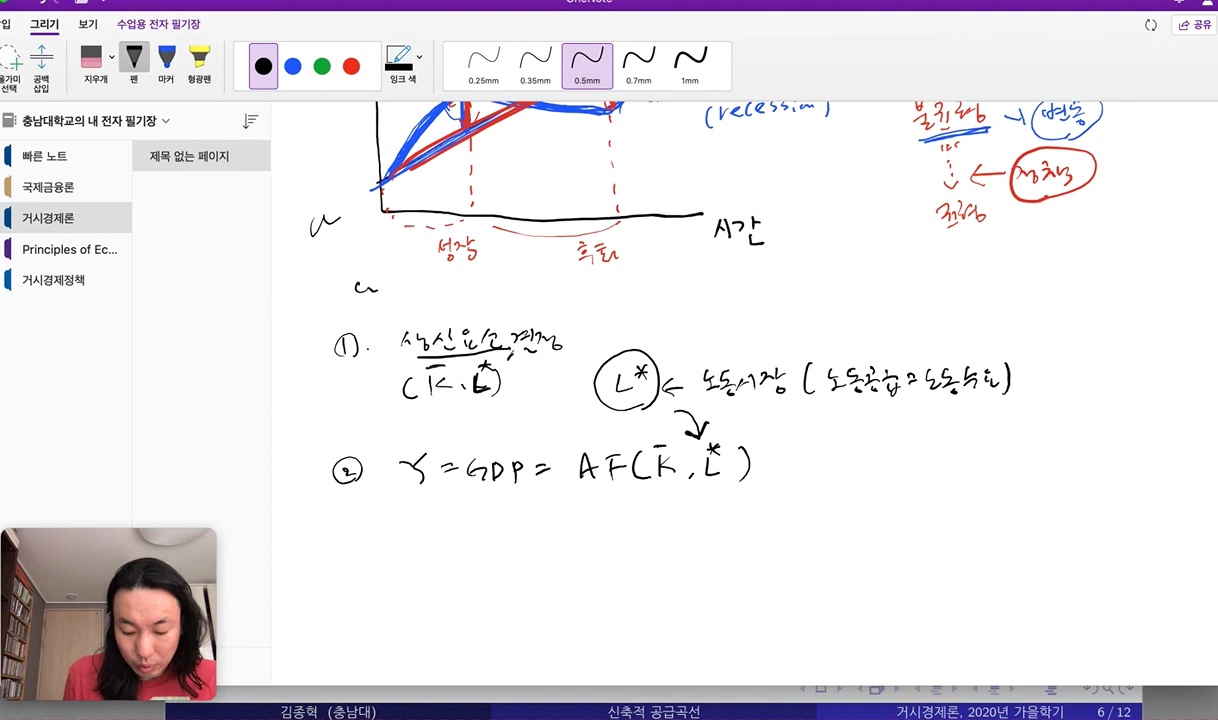 OneNote
입 그리기 보기 수업용 전자 필기장 공유
올가미 선택 공백 삽입 지우개 펜 마커 형광펜 잉크 색 0.25mm 0.35mm 0.5mm 0.7mm 1mm
충남대학교의 내 전자 필기장
빠른 노트 제목 없는 페이지
국제금융론
거시경제론
Principles of Ec...
거시경제정책
(recession)
불균형 변동
정책
균형
시간
성장 후퇴
①. 생산요소 결정
(K̄, L*) L* ← 노동시장 (노동공급 = 노동수요)
② Y = GDP = AF(K̄, L*)
김종혁 (충남대) 신축적 공급곡선 거시경제론, 2020년 가을학기 6 / 12